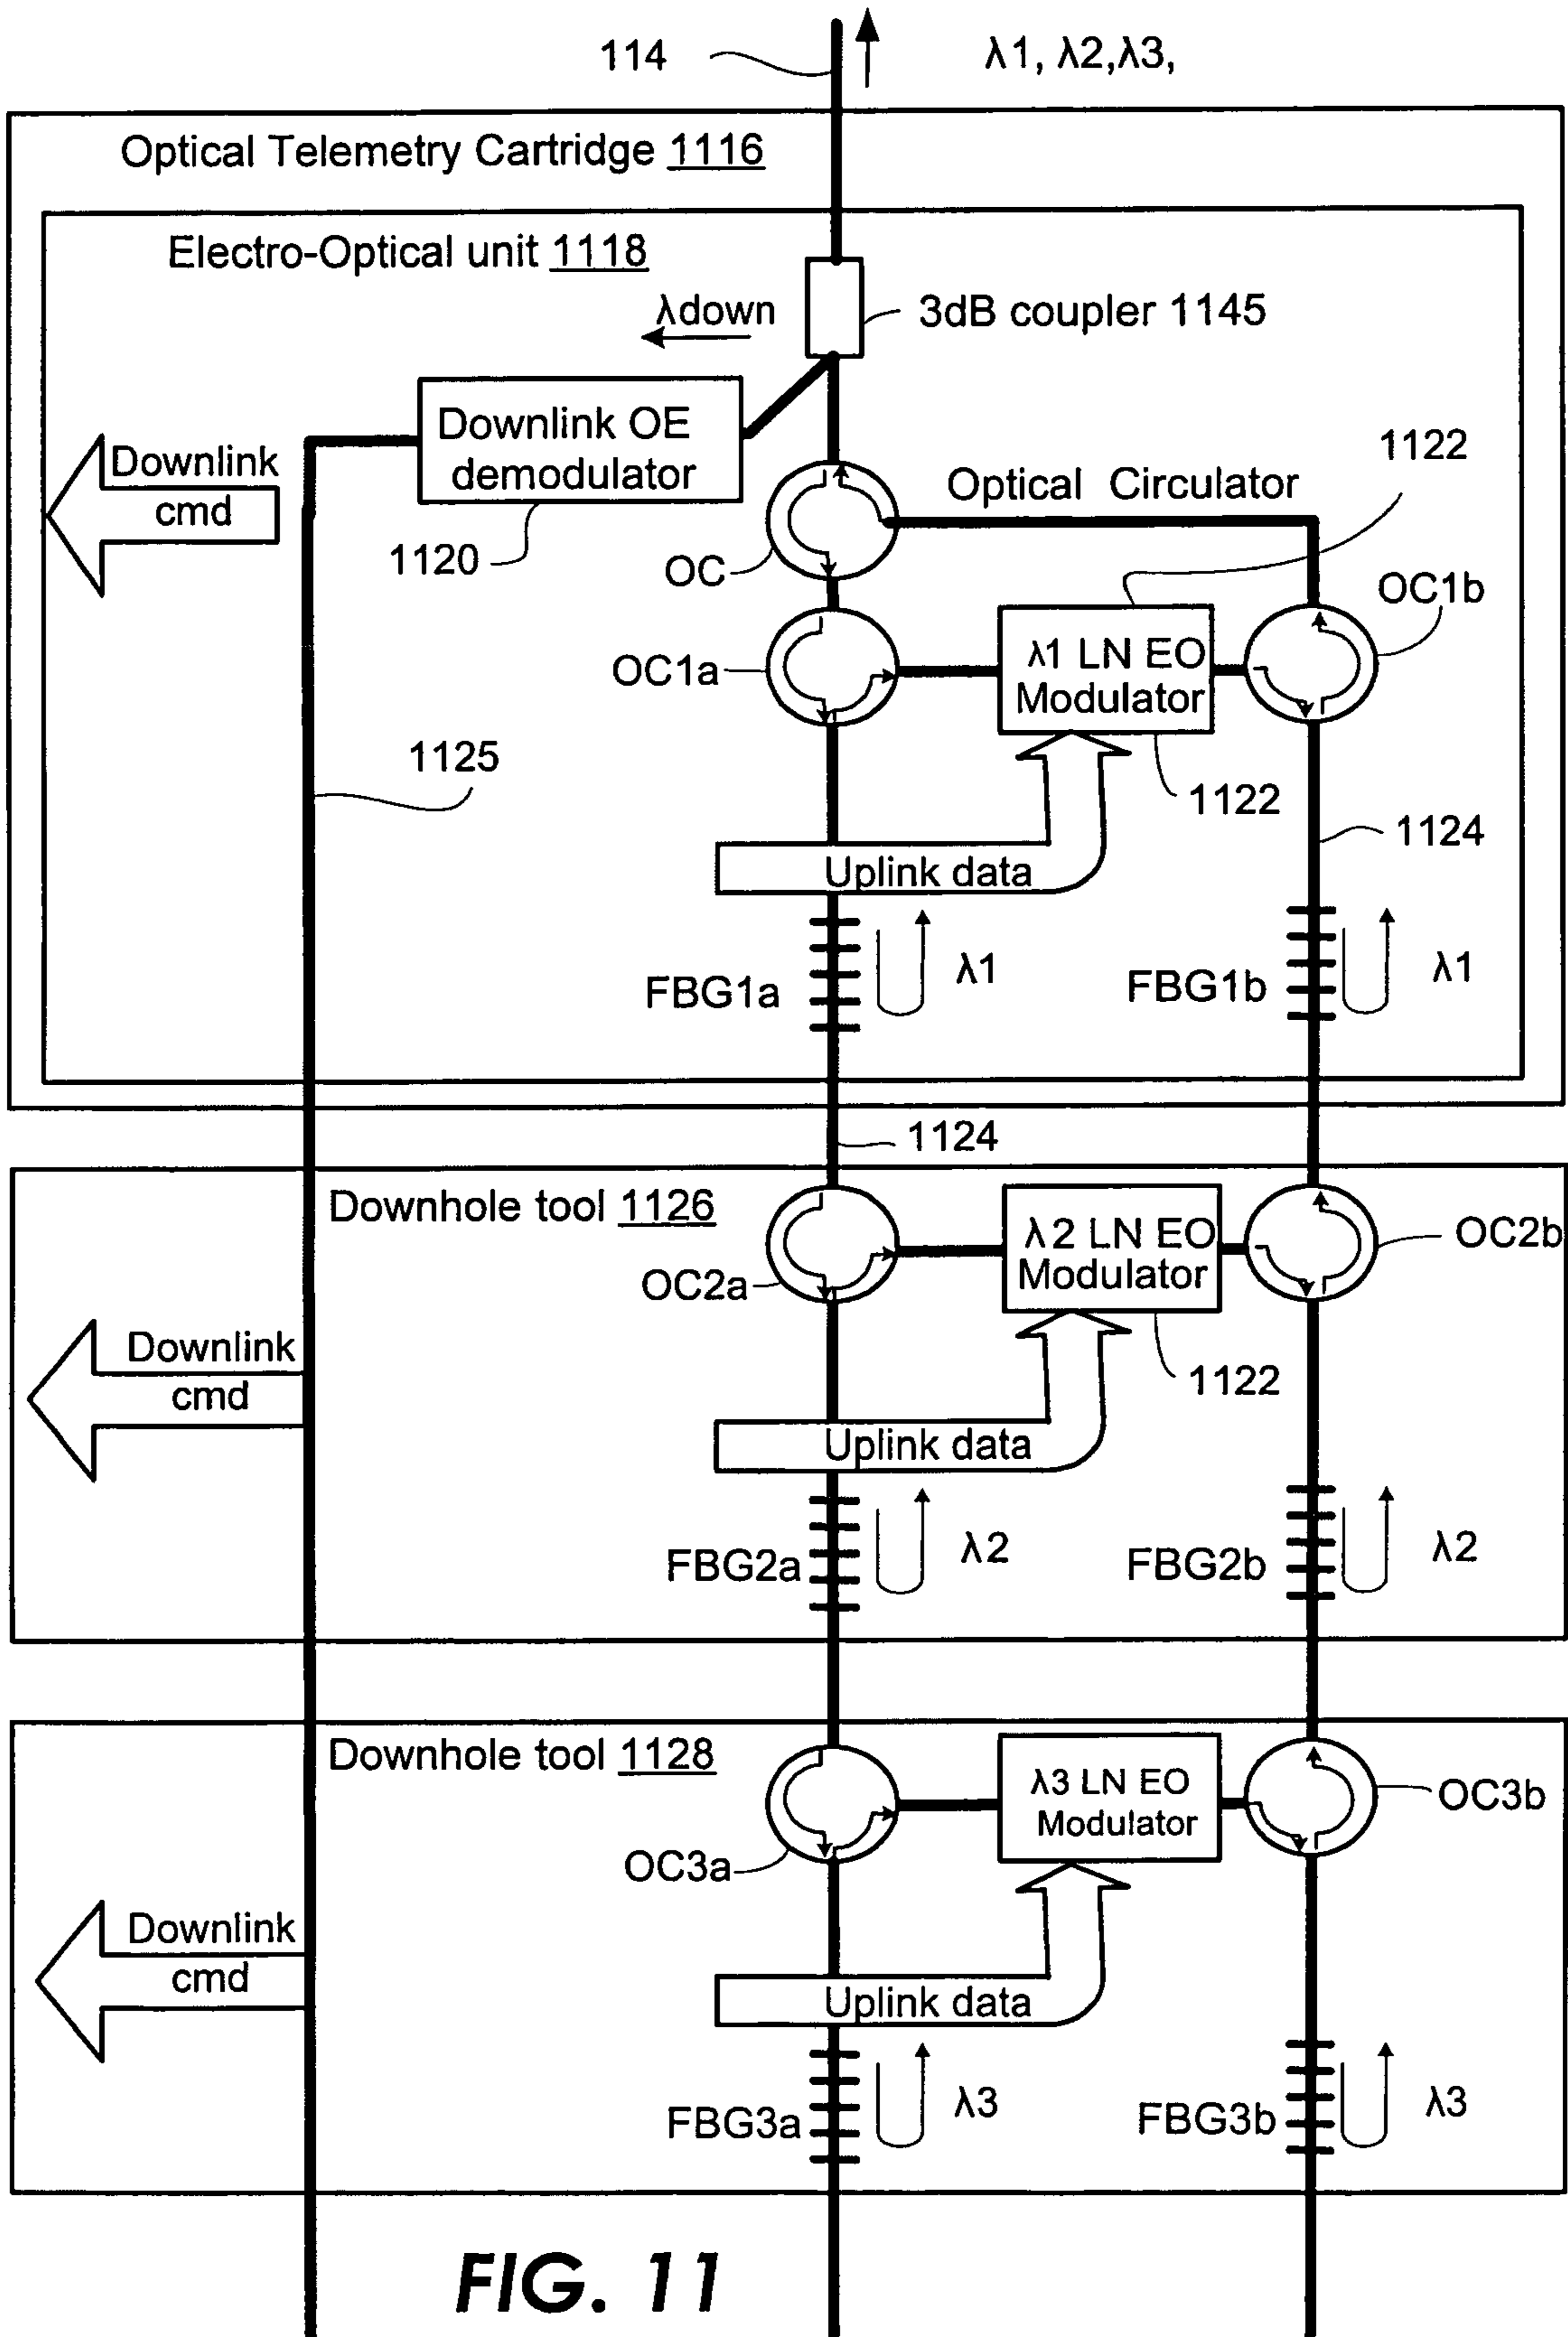 114
λ1, λ2,λ3,
Optical Telemetry Cartridge 1116
Electro-Optical unit 1118
λdown
3dB coupler 1145
Downlink OE
demodulator
1122
Downlink
cmd
Optical Circulator
1120
OC
OC1b
OC1a
λ1 LN EO
Modulator
1125
1122
1124
Uplink data
FBG1a
λ1
FBG1b
λ1
1124
Downhole tool 1126
λ2 LN EO
Modulator
OC2b
OC2a
Downlink
cmd
1122
Uplink data
FBG2a
λ2
FBG2b
λ2
Downhole tool 1128
λ3 LN EO
Modulator
OC3b
OC3a
Downlink
cmd
Uplink data
FBG3a
λ3
FBG3b
λ3
FIG. 11